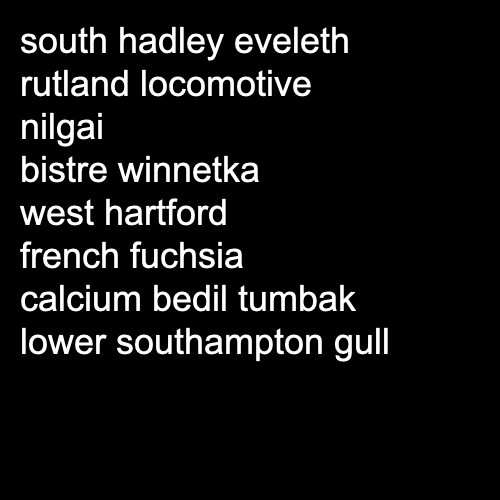 south hadley eveleth
rutland locomotive
nilgai
bistre winnetka
west hartford
french fuchsia
calcium bedil tumbak
lower southampton gull